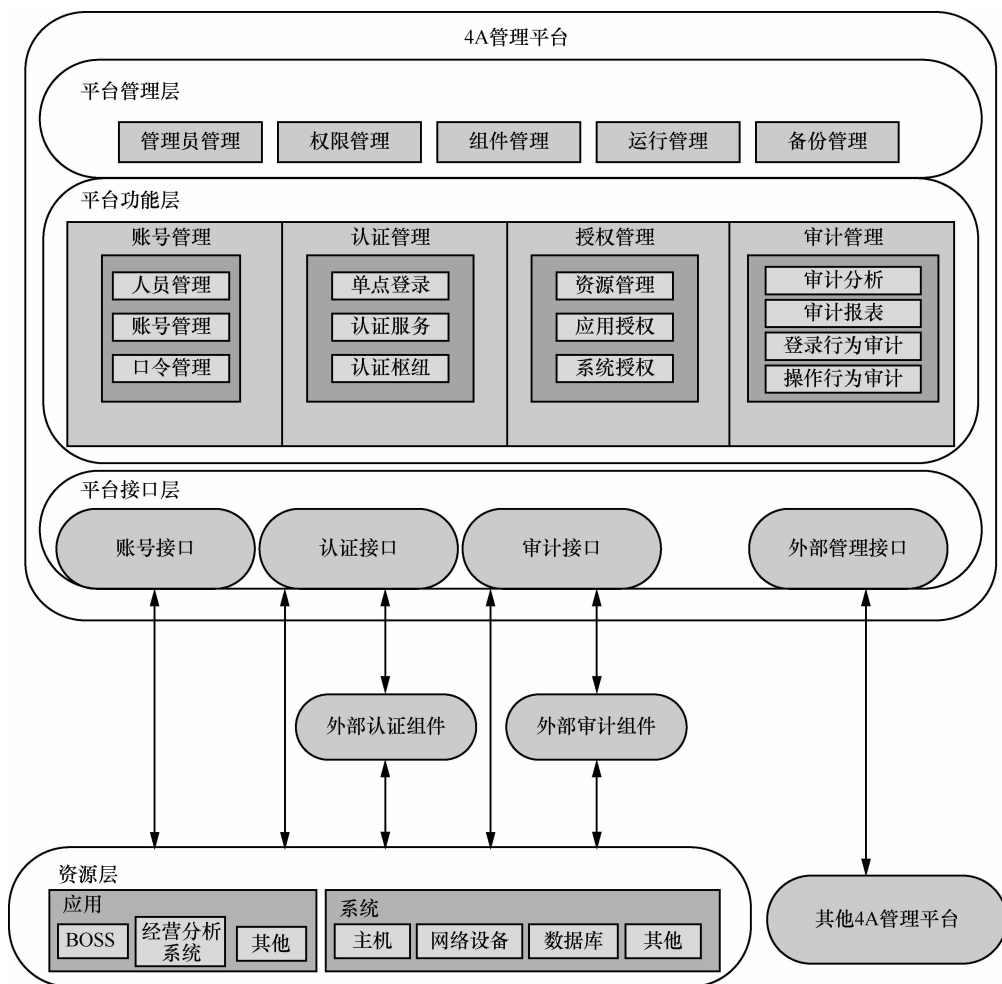 4A管理平台
平台管理层
管理员管理
权限管理
组件管理
运行管理
备份管理
平台功能层
账号管理
人员管理
账号管理
口令管理
认证管理
单点登录
认证服务
认证枢纽
授权管理
资源管理
应用授权
系统授权
审计管理
审计分析
审计报表
登录行为审计
操作行为审计
平台接口层
账号接口
认证接口
审计接口
外部管理接口
外部认证组件
外部审计组件
资源层
应用
BOSS
经营分析
系统
其他
系统
主机
网络设备
数据库
其他
其他4A管理平台